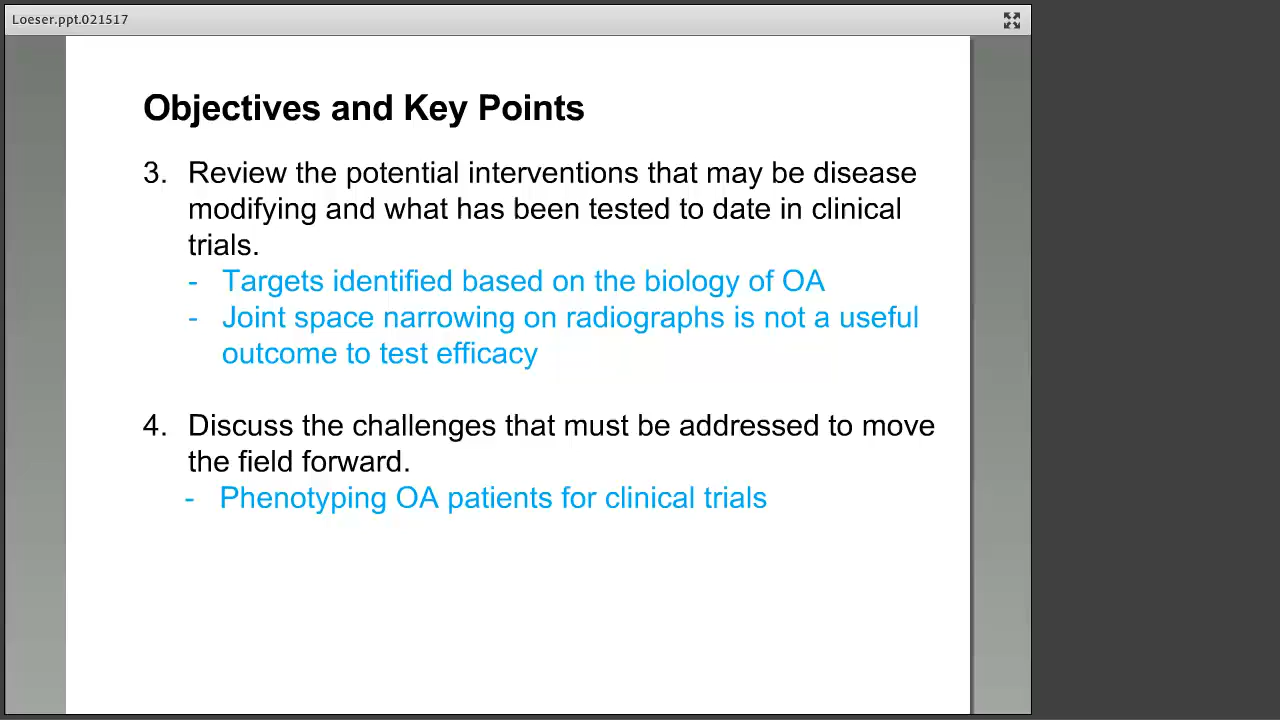 Loeser.ppt.021517
Objectives and Key Points
3. Review the potential interventions that may be disease
modifying and what has been tested to date in clinical
trials.
- Targets identified based on the biology of OA
- Joint space narrowing on radiographs is not a useful
outcome to test efficacy
4. Discuss the challenges that must be addressed to move
the field forward.
- Phenotyping OA patients for clinical trials